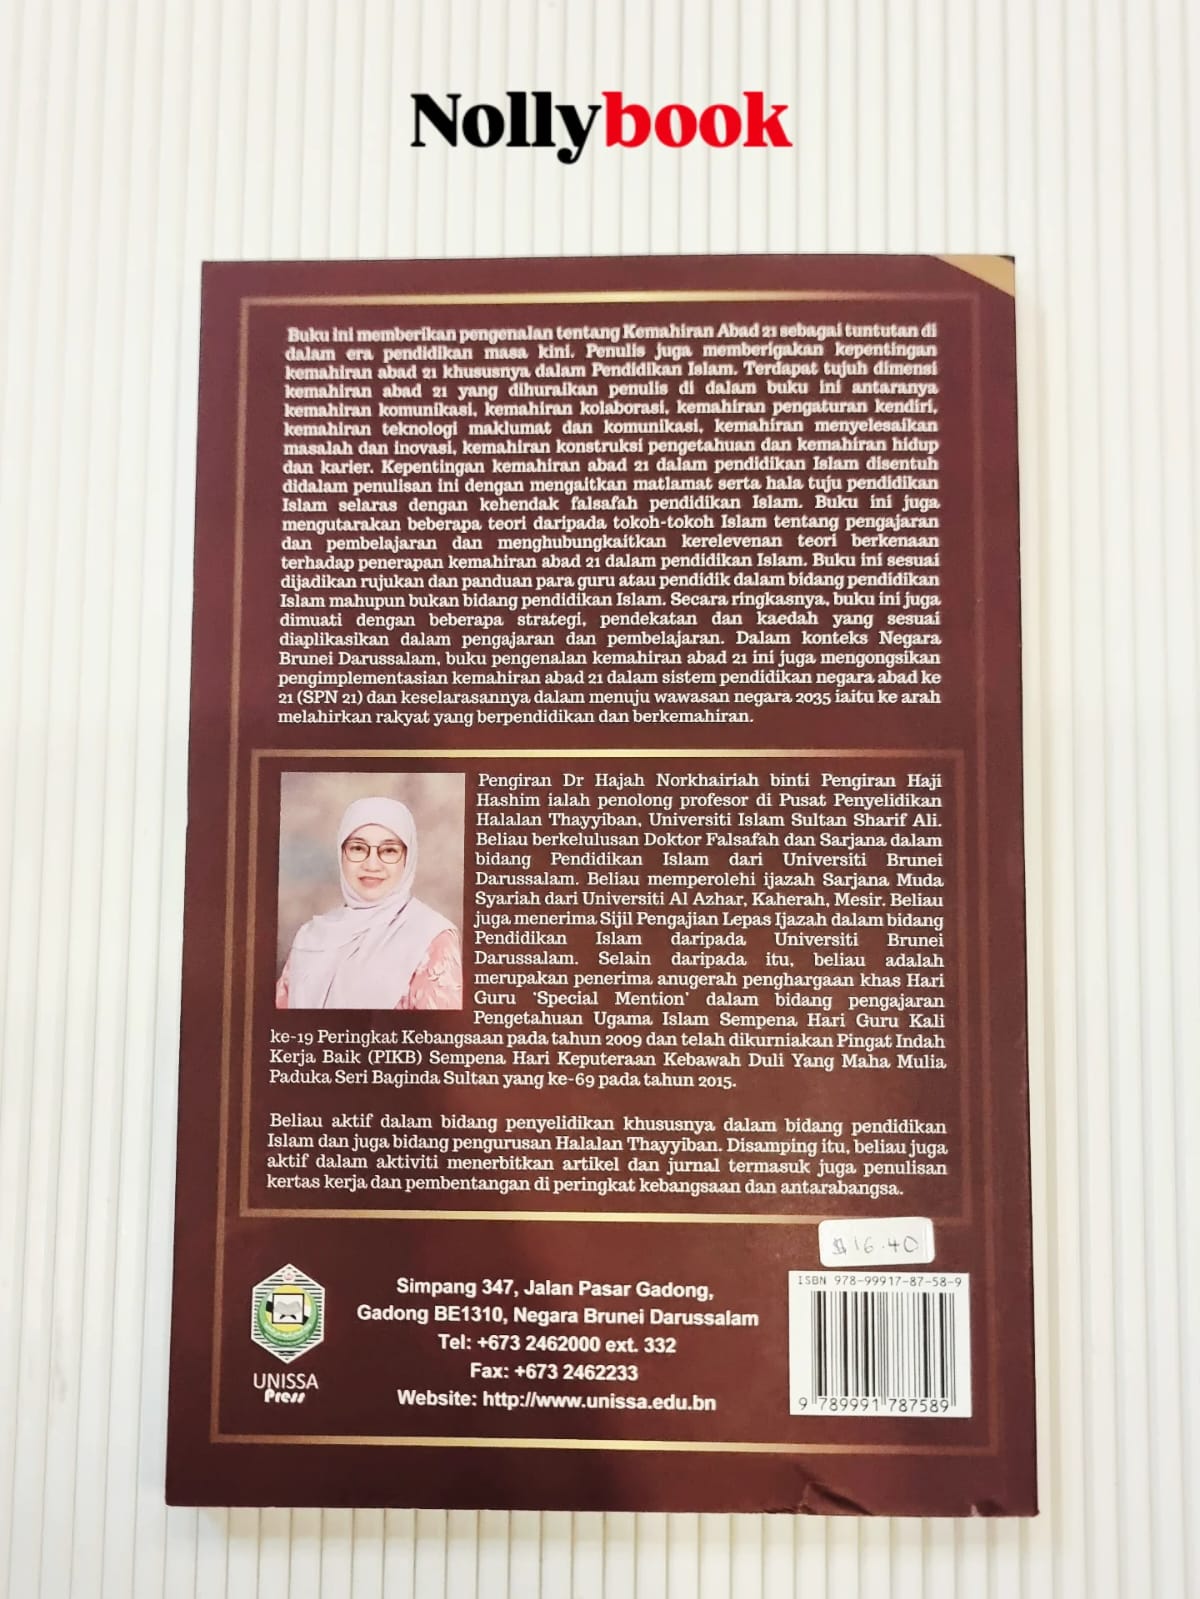 Nollybook
Buku ini memberikan pengenalan tentang Kemahiran Abad 21 sebagai tuntutan di
dalam era pendidikan masa kini. Penulis juga memberigakan kepentingan
kemahiran abad 21 khususnya dalam Pendidikan Islam. Terdapat tujuh dimensi
kemahiran abad 21 yang dihuraikan penulis di dalam buku ini antaranya
kemahiran komunikasi, kemahiran kolaborasi, kemahiran pengaturan kendiri,
kemahiran teknologi maklumat dan komunikasi, kemahiran menyelesaikan
masalah dan inovasi, kemahiran konstruksi pengetahuan dan kemahiran hidup
dan karier. Kepentingan kemahiran abad 21 dalam pendidikan Islam disentuh
didalam penulisan ini dengan mengaitkan matlamat serta hala tuju pendidikan
Islam selaras dengan kehendak falsafah pendidikan Islam. Buku ini juga
mengutarakan beberapa teori daripada tokoh-tokoh Islam tentang pengajaran
dan pembelajaran dan menghubungkaitkan kerelevenan teori berkenaan
terhadap penerapan kemahiran abad 21 dalam pendidikan Islam. Buku ini sesuai
dijadikan rujukan dan panduan para guru atau pendidik dalam bidang pendidikan
Islam mahupun bukan bidang pendidikan Islam. Secara ringkasnya, buku ini juga
dimuati dengan beberapa strategi, pendekatan dan kaedah yang sesuai
diaplikasikan dalam pengajaran dan pembelajaran. Dalam konteks Negara
Brunei Darussalam, buku pengenalan kemahiran abad 21 ini juga mengongsikan
pengimplementasian kemahiran abad 21 dalam sistem pendidikan negara abad ke
21 (SPN 21) dan keselarasannya dalam menuju wawasan negara 2035 iaitu ke arah
melahirkan rakyat yang berpendidikan dan berkemahiran.
Pengiran Dr Hajah Norkhairiah binti Pengiran Haji
Hashim ialah penolong profesor di Pusat Penyelidikan
Halalan Thayyiban, Universiti Islam Sultan Sharif Ali.
Beliau berkelulusan Doktor Falsafah dan Sarjana dalam
bidang Pendidikan Islam dari Universiti Brunei
Darussalam. Beliau memperolehi ijazah Sarjana Muda
Syariah dari Universiti Al Azhar, Kaherah, Mesir. Beliau
juga menerima Sijil Pengajian Lepas Ijazah dalam bidang
Pendidikan Islam daripada Universiti Brunei
Darussalam. Selain daripada itu, beliau adalah
merupakan penerima anugerah penghargaan khas Hari
Guru 'Special Mention' dalam bidang pengajaran
Pengetahuan Ugama Islam Sempena Hari Guru Kali
ke-19 Peringkat Kebangsaan pada tahun 2009 dan telah dikurniakan Pingat Indah
Kerja Baik (PIKB) Sempena Hari Keputeraan Kebawah Duli Yang Maha Mulia
Paduka Seri Baginda Sultan yang ke-69 pada tahun 2015.
Beliau aktif dalam bidang penyelidikan khususnya dalam bidang pendidikan
Islam dan juga bidang pengurusan Halalan Thayyiban. Disamping itu, beliau juga
aktif dalam aktiviti menerbitkan artikel dan jurnal termasuk juga penulisan
kertas kerja dan pembentangan di peringkat kebangsaan dan antarabangsa.
$16.40
UNISSA
Press
Simpang 347, Jalan Pasar Gadong,
Gadong BE1310, Negara Brunei Darussalam
Tel: +673 2462000 ext. 332
Fax: +673 2462233
Website: http://www.unissa.edu.bn
ISBN 978-99917-87-58-9
9 789991 787589